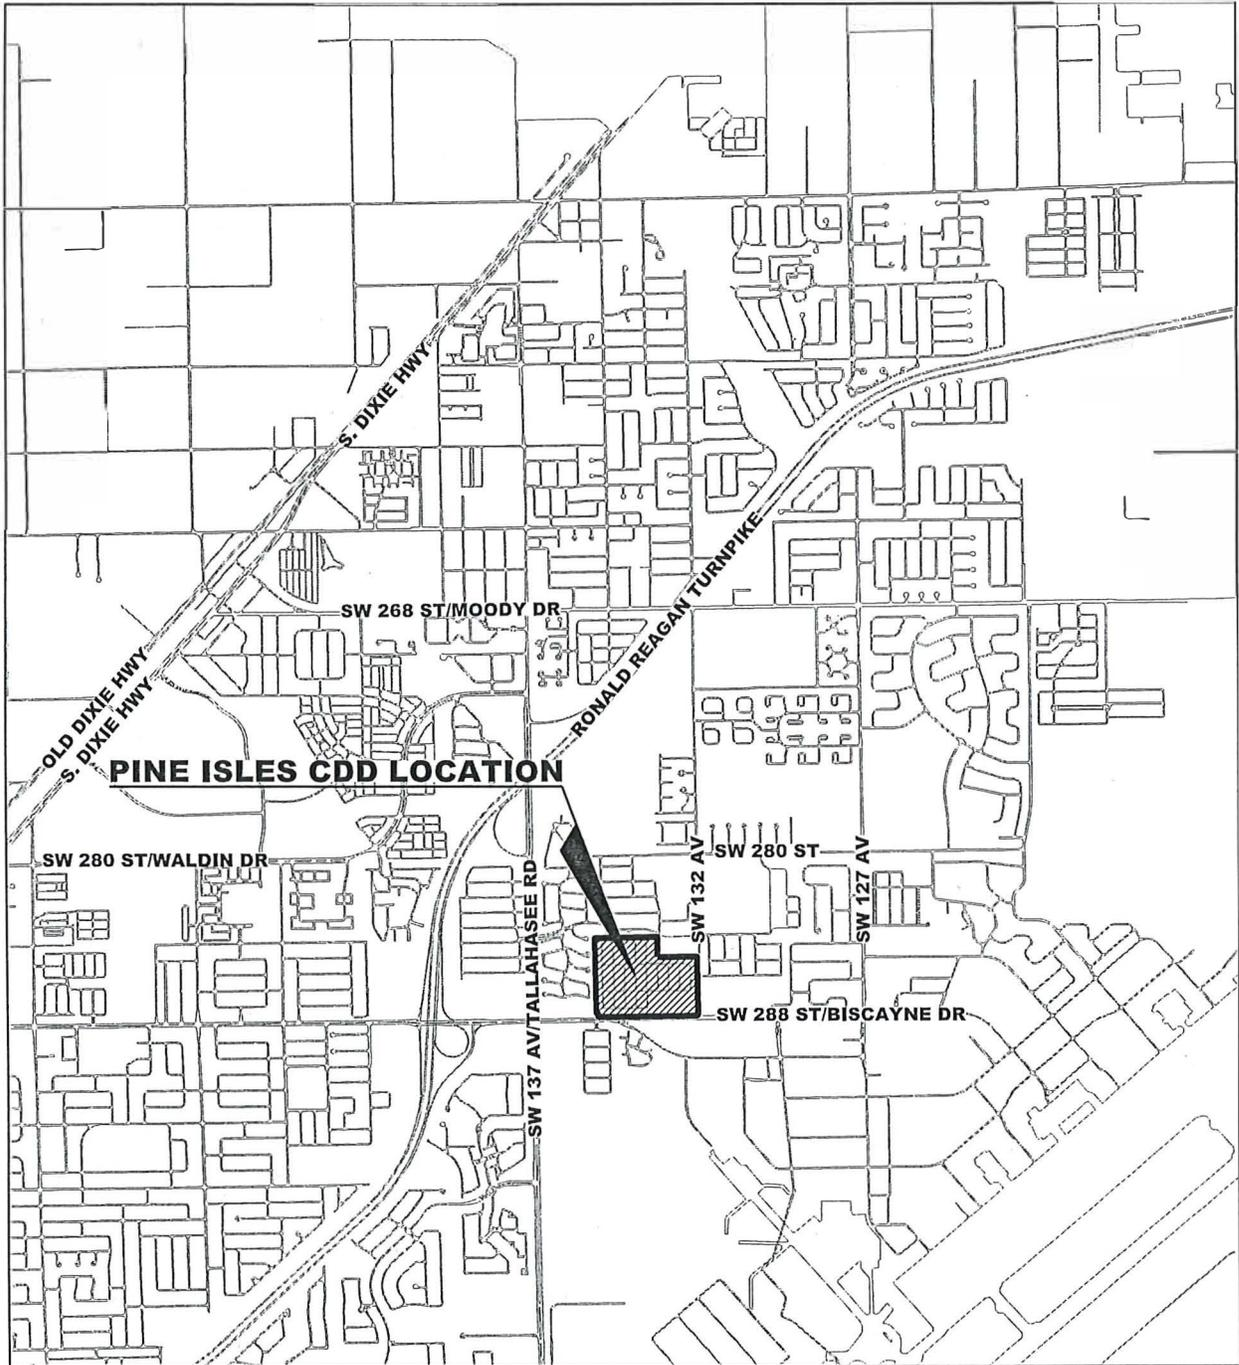 S. DIXIE HWY
SW 268 ST/MOODY DR
RONALD REAGAN TURNPIKE
OLD DIXIE HWY
S. DIXIE HWY
PINE ISLES CDD LOCATION
SW 280 ST/WALDIN DR
SW 280 ST
SW 132 AV
SW 127 AV
SW 137 AV/TALLAHASEE RD
SW 288 ST/BISCAYNE DR